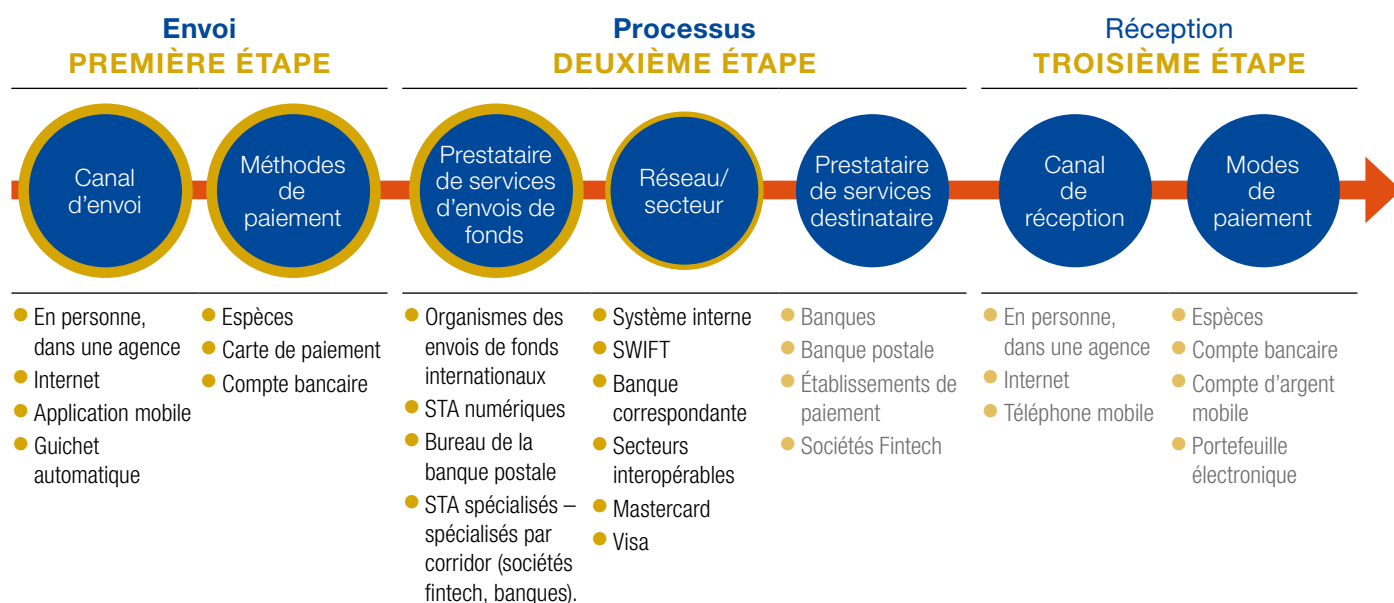 Envoi
PREMIÈRE ÉTAPE
Processus
DEUXIÈME ÉTAPE
Réception
TROISIÈME ÉTAPE
Canal
d’envoi
Méthodes
de
paiement
Prestataire
de services
d’envois de
fonds
Réseau/
secteur
Prestataire
de services
destinataire
Canal
de
réception
Modes
de
paiement
● En personne,
dans une agence
● Internet
● Application mobile
● Guichet
automatique
● Espèces
● Carte de paiement
● Compte bancaire
● Organismes des
envois de fonds
internationaux
● STA numériques
● Bureau de la
banque postale
● STA spécialisés –
spécialisés par
corridor (sociétés
fintech, banques).
● Système interne
● SWIFT
● Banque
correspondante
● Secteurs
interopérables
● Mastercard
● Visa
● Banques
● Banque postale
● Établissements de
paiement
● Sociétés Fintech
● En personne,
dans une agence
● Internet
● Téléphone mobile
● Espèces
● Compte bancaire
● Compte d’argent
mobile
● Portefeuille
électronique